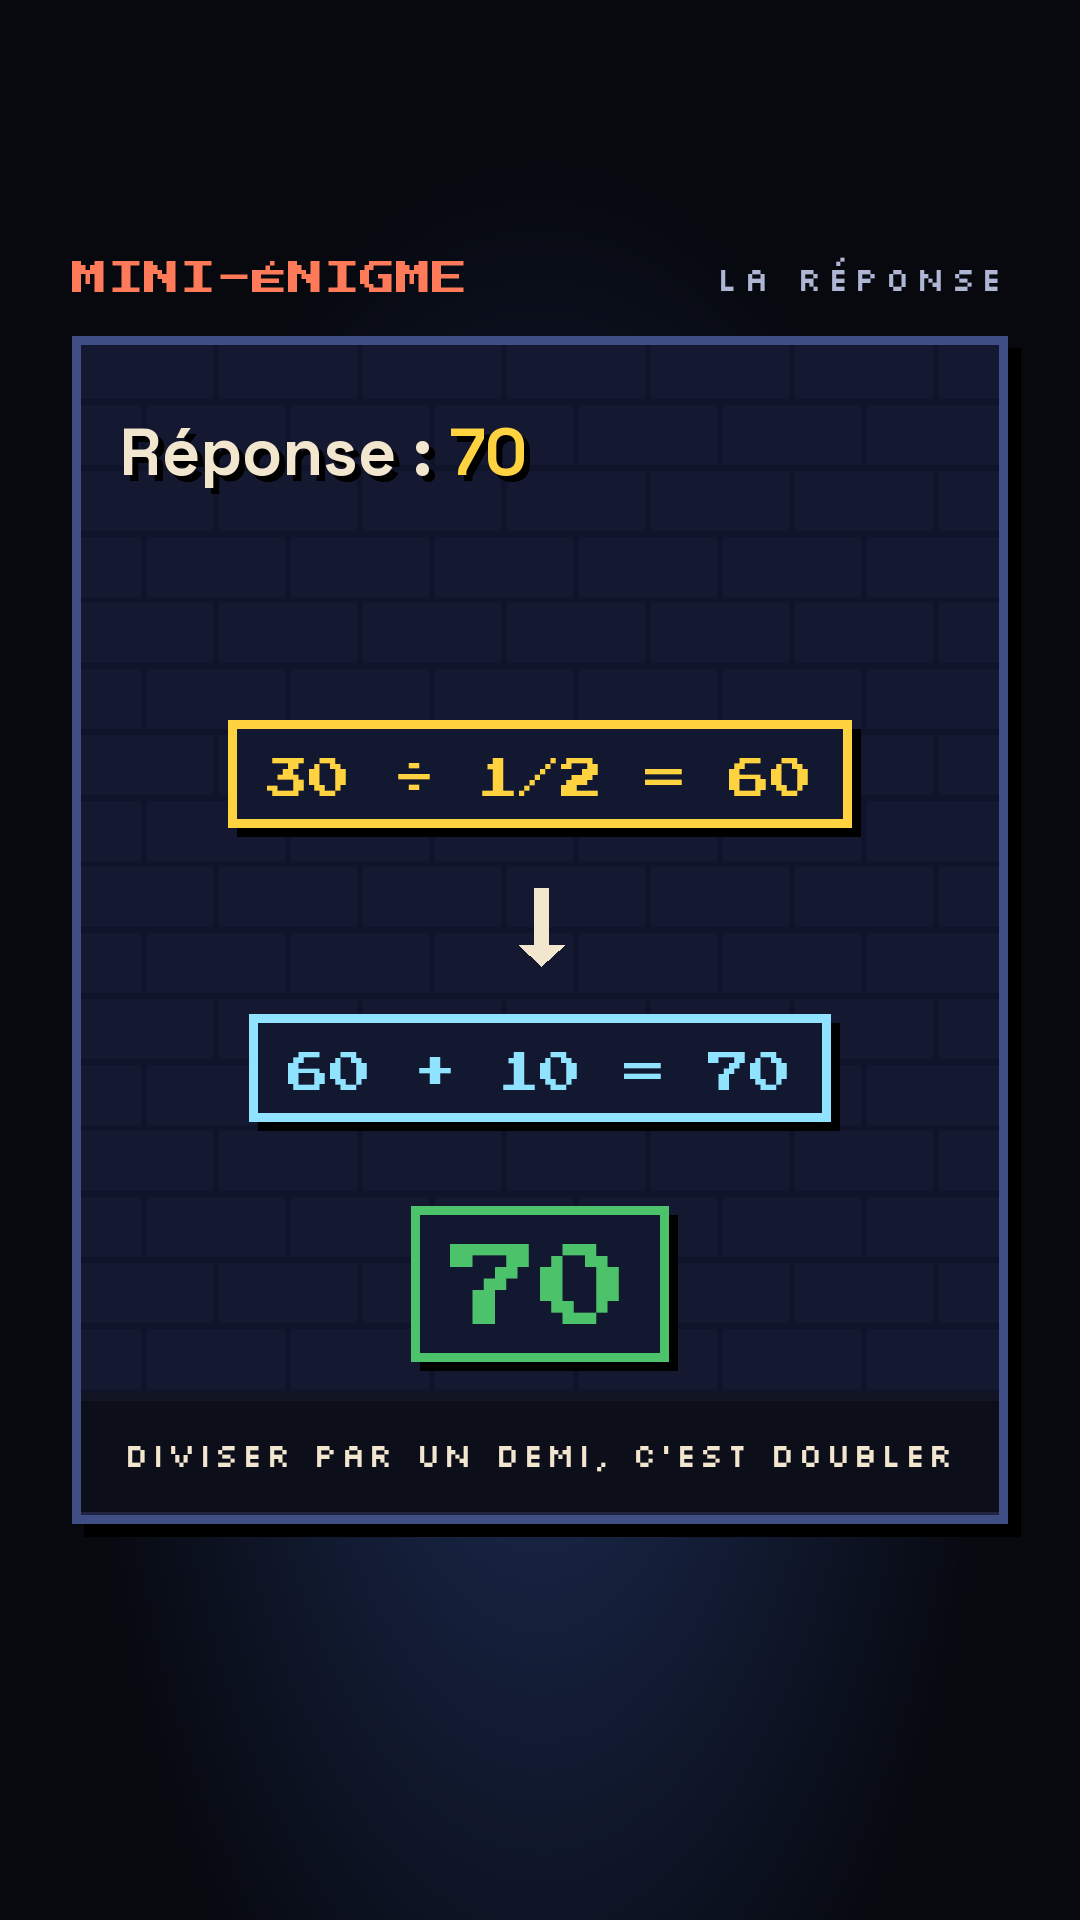 MINI-ÉNIGME
LA RÉPONSE
Réponse : 70
30 ÷ 1/2 = 60
60 + 10 = 70
70
DIVISER PAR UN DEMI, C'EST DOUBLER